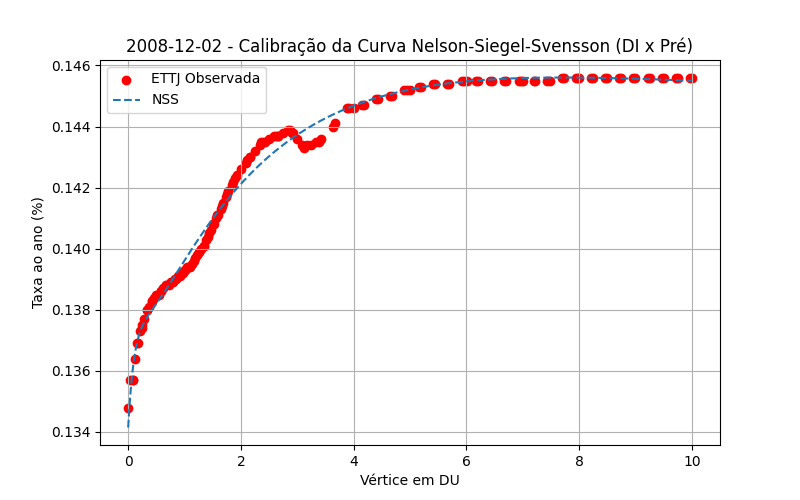 2008-12-02 - Calibração da Curva Nelson-Siegel-Svensson (DI x Pré)
ETTJ Observada
NSS
Taxa ao ano (%)
0.146
0.144
0.142
0.140
0.138
0.136
0.134
0 2 4 6 8 10
Vértice em DU